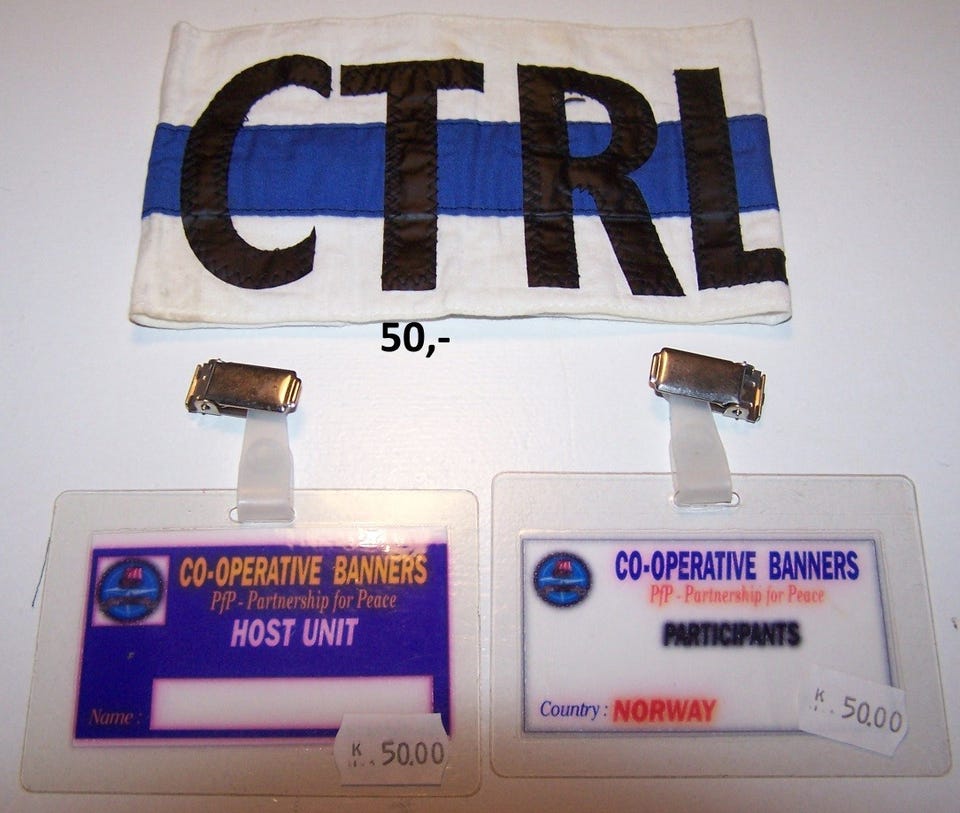 CTRL
50,-
CO-OPERATIVE BANNERS
PfP - Partnership for Peace
HOST UNIT
Name :
K 50.00
CO-OPERATIVE BANNERS
PfP - Partnership for Peace
PARTICIPANTS
Country : NORWAY
K 50.00